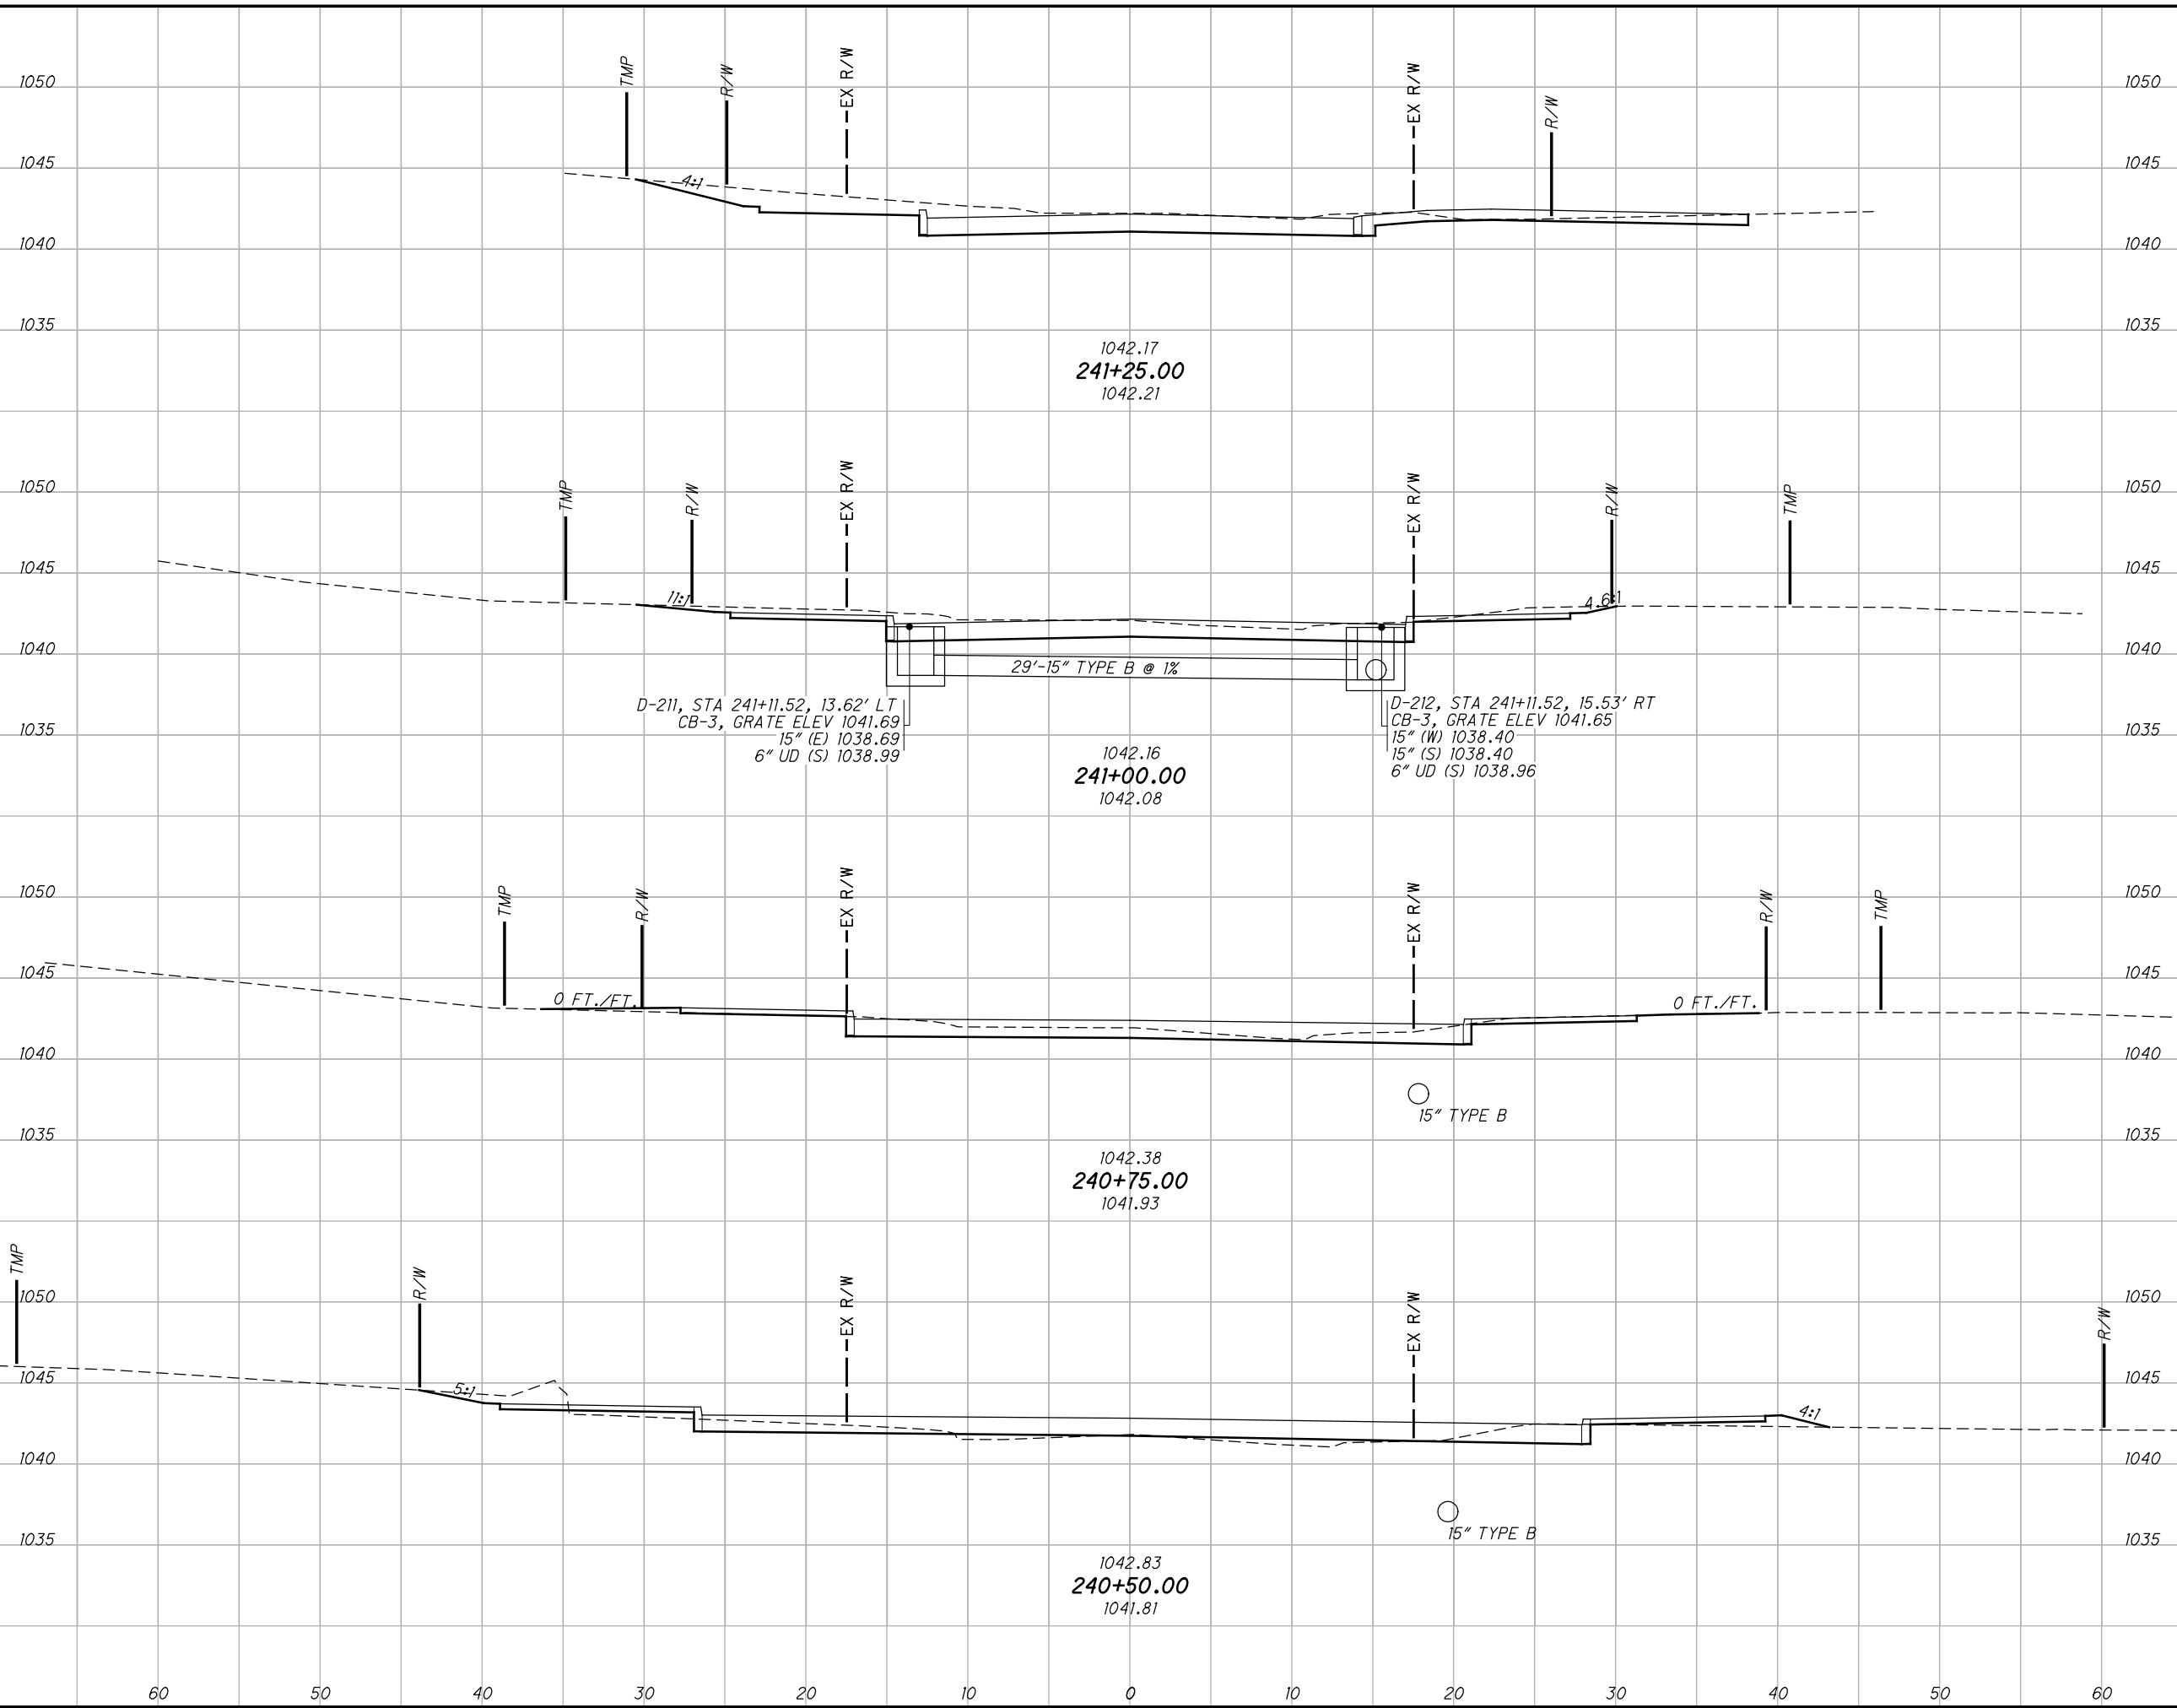 TMP
R/W
EX R/W
EX R/W
R/W
1050
1050
1045
4:1
1045
1040
1040
1035
1035
1042.17
241+25.00
1042.21
TMP
R/W
EX R/W
EX R/W
R/W
TMP
1050
1050
1045
1045
11:1
4.6:1
1040
1040
29'-15" TYPE B @ 1%
D-211, STA 241+11.52, 13.62' LT
CB-3, GRATE ELEV 1041.69
15" (E) 1038.69
6" UD (S) 1038.99
D-212, STA 241+11.52, 15.53' RT
CB-3, GRATE ELEV 1041.65
15" (W) 1038.40
15" (S) 1038.40
6" UD (S) 1038.96
1035
1035
1042.16
241+00.00
1042.08
TMP
R/W
EX R/W
EX R/W
R/W
TMP
1050
1050
1045
1045
0 FT./FT.
0 FT./FT.
1040
1040
15" TYPE B
1035
1035
1042.38
240+75.00
1041.93
TMP
R/W
EX R/W
EX R/W
R/W
1050
1050
1045
5:1
1045
4:1
1040
1040
15" TYPE B
1035
1035
1042.83
240+50.00
1041.81
60 50 40 30 20 10 0 10 20 30 40 50 60